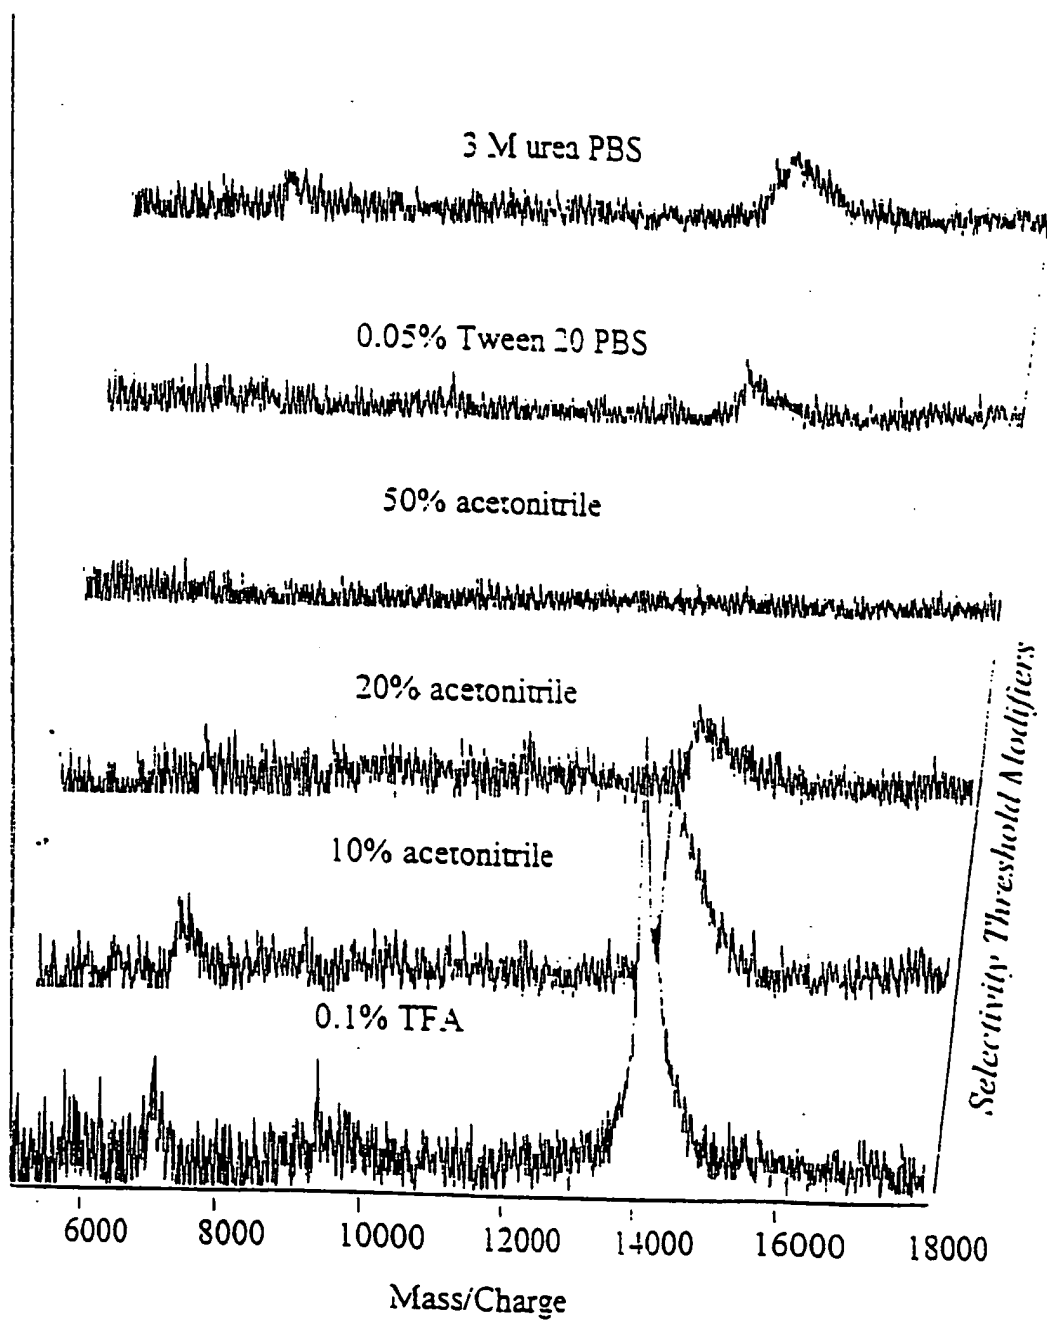 3 M urea PBS
0.05% Tween 20 PBS
50% acetonitrile
20% acetonitrile
10% acetonitrile
0.1% TFA
Selectivity Threshold Modifiers
6000 8000 10000 12000 14000 16000 18000
Mass/Charge